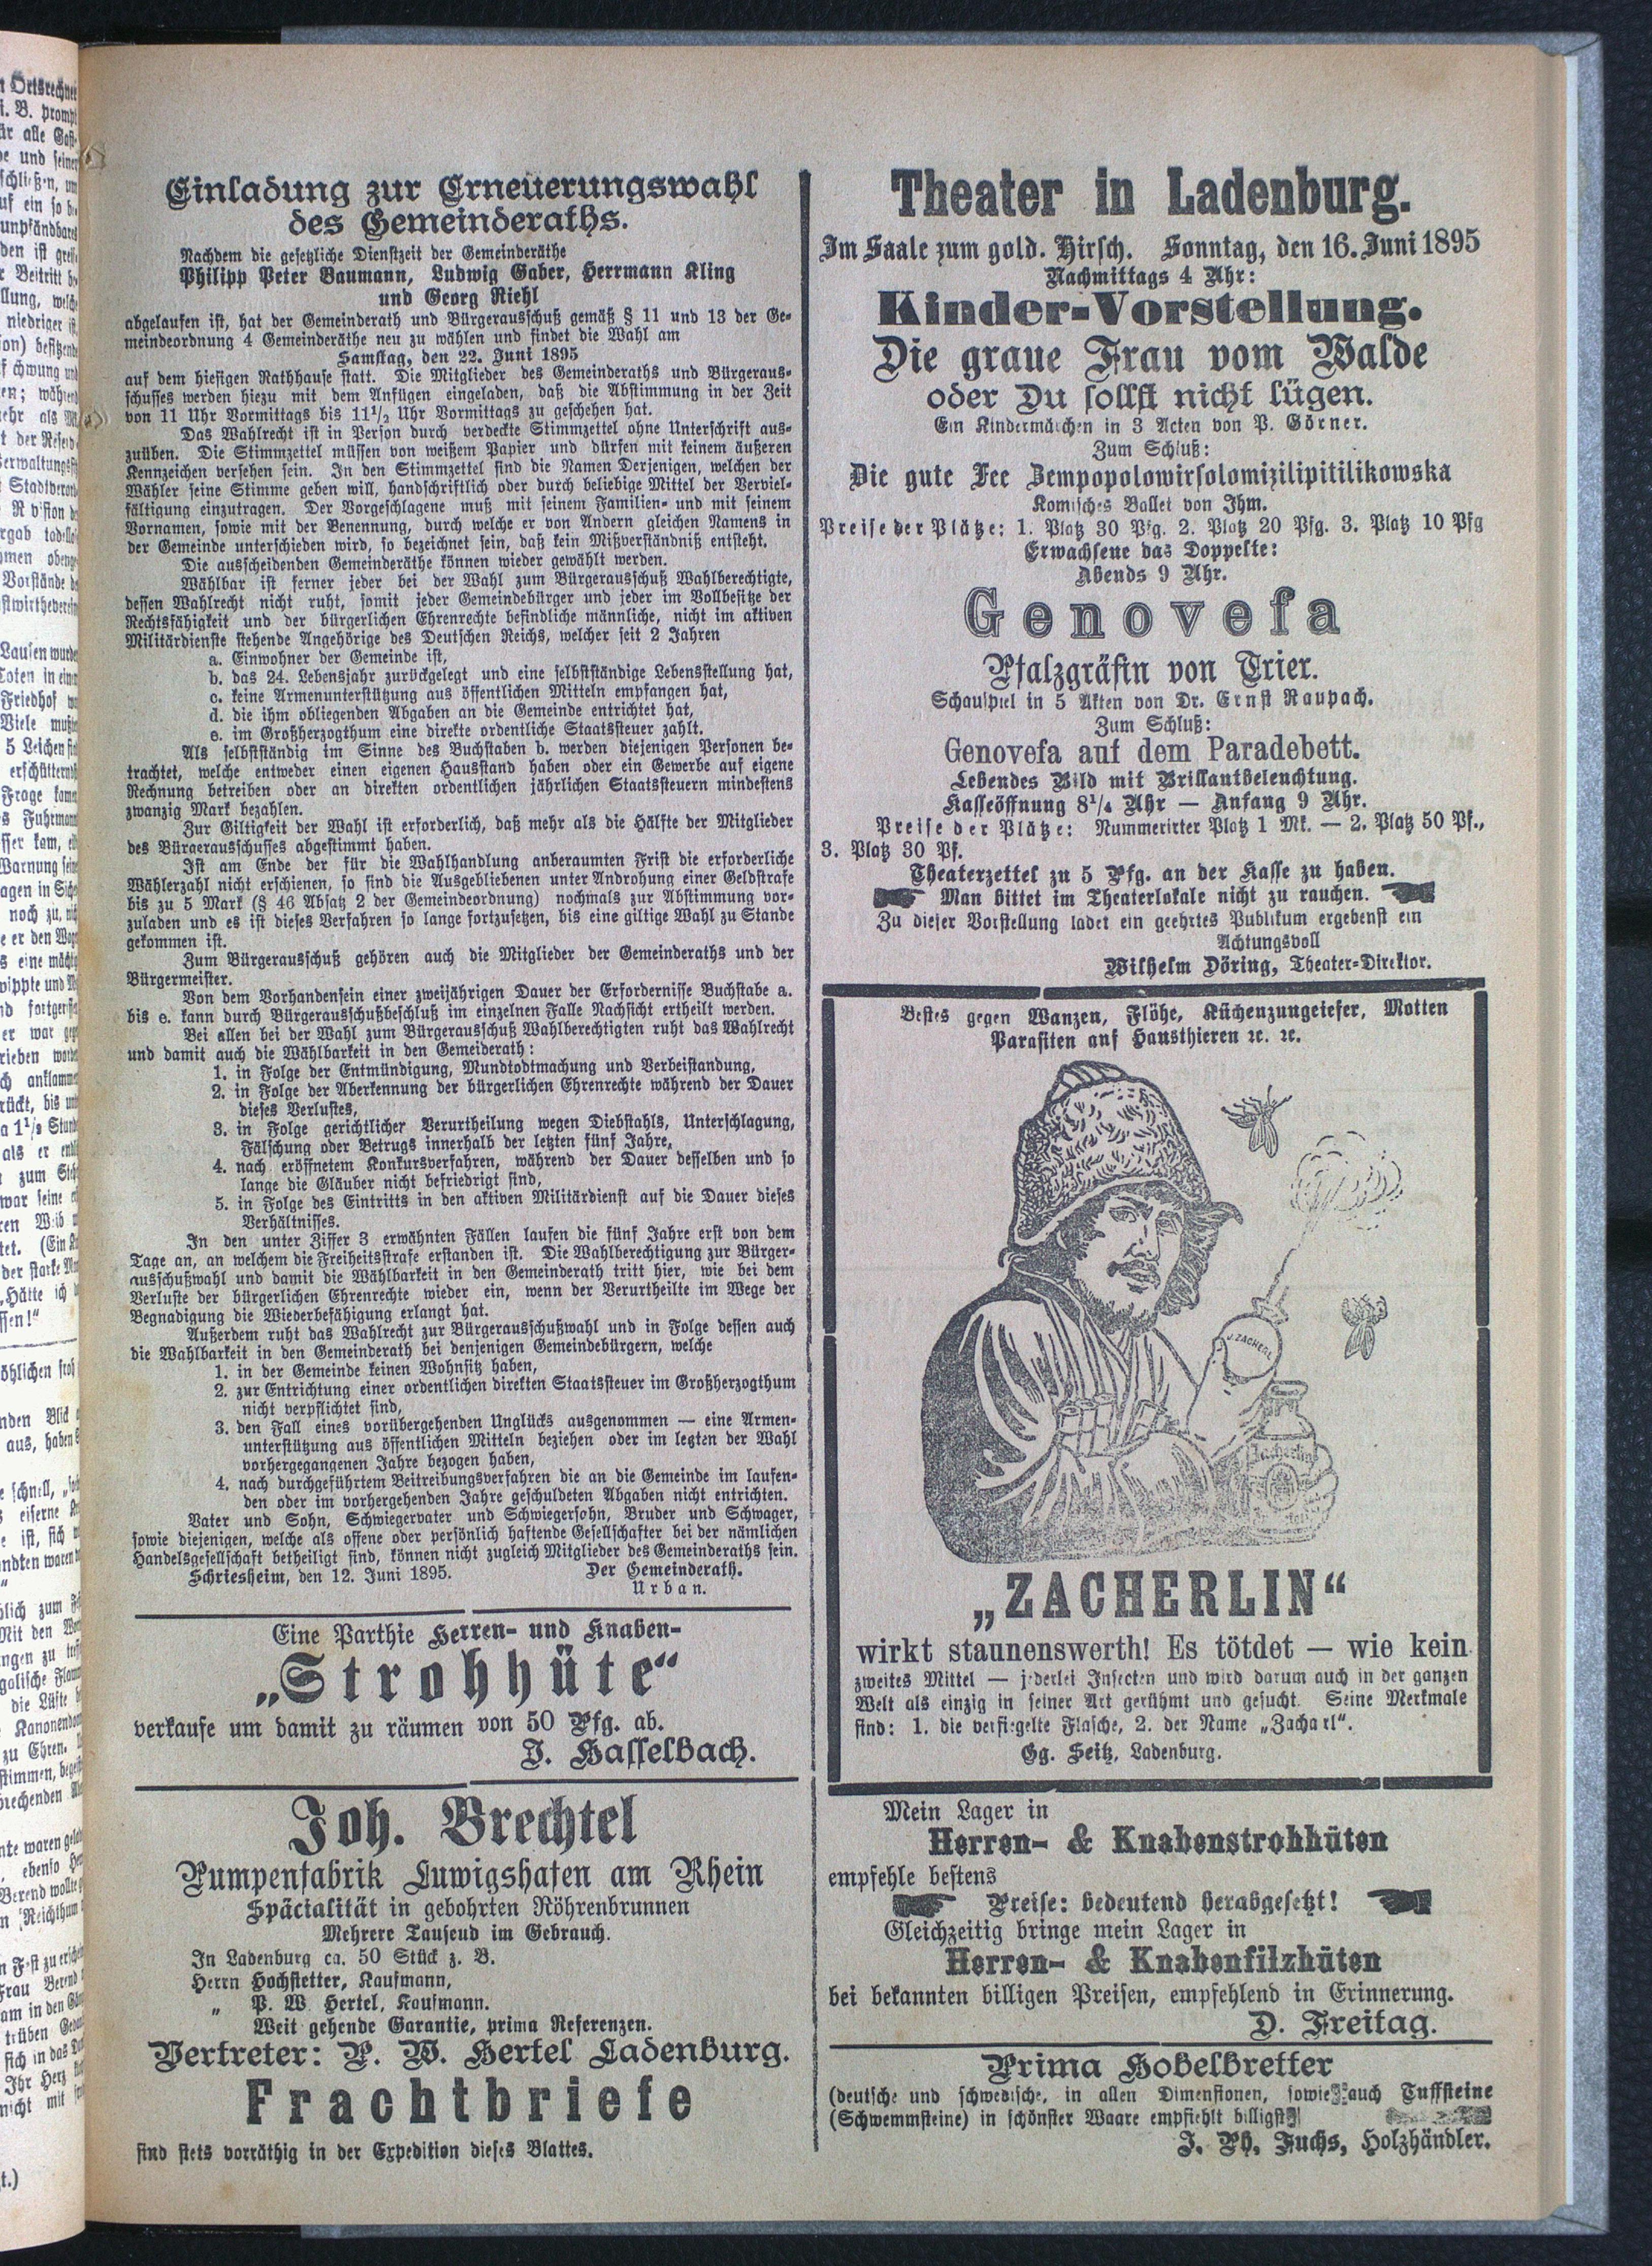 Einladung zur Erneuerungswahl
des Gemeinderaths.
Nachdem die gesetzliche Dienstzeit der Gemeinderäthe
Philipp Peter Baumann, Ludwig Gaber, Herrmann Kling
und Georg Riehl
abgelaufen ist, hat der Gemeinderath und Bürgerausschuß gemäß § 11 und 13 der Ge-
meindeordnung 4 Gemeinderäthe neu zu wählen und findet die Wahl am
Samstag, den 22. Juni 1895
auf dem hiesigen Rathhause statt. Die Mitglieder des Gemeinderaths und Bürgeraus-
schusses werden hiezu mit dem Anfügen eingeladen, daß die Abstimmung in der Zeit
von 11 Uhr Vormittags bis 11½ Uhr Vormittags zu geschehen hat.
Das Wahlrecht ist in Person durch verdeckte Stimmzettel ohne Unterschrift aus-
zuüben. Die Stimmzettel müssen von weißem Papier und dürfen mit keinem äußeren
Kennzeichen versehen sein. In den Stimmzettel sind die Namen Derjenigen, welchen der
Wähler seine Stimme geben will, handschriftlich oder durch beliebige Mittel der Verviel-
fältigung einzutragen. Der Vorgeschlagene muß mit seinem Familien- und mit seinem
Vornamen, sowie mit der Benennung, durch welche er von Andern gleichen Namens in
der Gemeinde unterschieden wird, so bezeichnet sein, daß kein Mißverständniß entsteht.
Die ausscheidenden Gemeinderäthe können wieder gewählt werden.
Wählbar ist ferner jeder bei der Wahl zum Bürgerausschuß Wahlberechtigte,
dessen Wahlrecht nicht ruht, somit jeder Gemeindebürger und jeder im Vollbesitze der
Rechtsfähigkeit und der bürgerlichen Ehrenrechte befindliche männliche, nicht im aktiven
Militärdienste stehende Angehörige des Deutschen Reichs, welcher seit 2 Jahren
a. Einwohner der Gemeinde ist,
b. das 24. Lebensjahr zurückgelegt und eine selbstständige Lebensstellung hat,
c. keine Armenunterstützung aus öffentlichen Mitteln empfangen hat,
d. die ihm obliegenden Abgaben an die Gemeinde entrichtet hat,
e. im Großherzogthum eine direkte ordentliche Staatssteuer zahlt.
Als selbstständig im Sinne des Buchstaben b. werden diejenigen Personen be-
trachtet, welche entweder einen eigenen Hausstand haben oder ein Gewerbe auf eigene
Rechnung betreiben oder an direkten ordentlichen jährlichen Staatssteuern mindestens
zwanzig Mark bezahlen.
Zur Giltigkeit der Wahl ist erforderlich, daß mehr als die Hälfte der Mitglieder
des Bürgerausschusses abgestimmt haben.
Ist am Ende der für die Wahlhandlung anberaumten Frist die erforderliche
Wählerzahl nicht erschienen, so sind die Ausgebliebenen unter Androhung einer Geldstrafe
bis zu 5 Mark (§ 46 Absatz 2 der Gemeindeordnung) nochmals zur Abstimmung vor-
zuladen und es ist dieses Verfahren so lange fortzusetzen, bis eine giltige Wahl zu Stande
gekommen ist.
Zum Bürgerausschuß gehören auch die Mitglieder der Gemeinderaths und der
Bürgermeister.
Von dem Vorhandensein einer zweijährigen Dauer der Erfordernisse Buchstabe a.
bis e. kann durch Bürgerausschußbeschluß im einzelnen Falle Nachsicht ertheilt werden.
Bei allen bei der Wahl zum Bürgerausschuß Wahlberechtigten ruht das Wahlrecht
und damit auch die Wählbarkeit in den Gemeiderath:
1. in Folge der Entmündigung, Mundtodtmachung und Verbeistandung,
2. in Folge der Aberkennung der bürgerlichen Ehrenrechte während der Dauer
dieses Verlustes,
3. in Folge gerichtlicher Verurtheilung wegen Diebstahls, Unterschlagung,
Fälschung oder Betrugs innerhalb der letzten fünf Jahre,
4. nach eröffnetem Konkursverfahren, während der Dauer desselben und so
lange die Gläuber nicht befriedrigt sind,
5. in Folge des Eintritts in den aktiven Militärdienst auf die Dauer dieses
Verhältnisses.
In den unter Ziffer 3 erwähnten Fällen laufen die fünf Jahre erst von dem
Tage an, an welchem die Freiheitsstrafe erstanden ist. Die Wahlberechtigung zur Bürger-
ausschußwahl und damit die Wählbarkeit in den Gemeinderath tritt hier, wie bei dem
Verluste der bürgerlichen Ehrenrechte wieder ein, wenn der Verurtheilte im Wege der
Begnadigung die Wiederbefähigung erlangt hat.
Außerdem ruht das Wahlrecht zur Bürgerausschußwahl und in Folge dessen auch
die Wahlbarkeit in den Gemeinderath bei denjenigen Gemeindebürgern, welche
1. in der Gemeinde keinen Wohnsitz haben,
2. zur Entrichtung einer ordentlichen direkten Staatssteuer im Großherzogthum
nicht verpflichtet sind,
3. den Fall eines vorübergehenden Unglücks ausgenommen — eine Armen-
unterstützung aus öffentlichen Mitteln beziehen oder im letzten der Wahl
vorhergegangenen Jahre bezogen haben,
4. nach durchgeführtem Beitreibungsverfahren die an die Gemeinde im laufen-
den oder im vorhergehenden Jahre geschuldeten Abgaben nicht entrichten.
Vater und Sohn, Schwiegervater und Schwiegersohn, Bruder und Schwager,
sowie diejenigen, welche als offene oder persönlich haftende Gesellschafter bei der nämlichen
Handelsgesellschaft betheiligt sind, können nicht zugleich Mitglieder des Gemeinderaths sein.
Schriesheim, den 12. Juni 1895. Der Gemeinderath.
Urban.
Eine Parthie Herren- und Knaben-
„Strohhüte“
verkaufe um damit zu räumen von 50 Pfg. ab.
J. Hasselbach.
Joh. Brechtel
Pumpenfabrik Luwigshafen am Rhein
Späcialität in gebohrten Röhrenbrunnen
Mehrere Tausend im Gebrauch.
In Ladenburg ca. 50 Stück z. B.
Herrn Hochstetter, Kaufmann,
„ P. W. Hertel, Kaufmann.
Weit gehende Garantie, prima Referenzen.
Vertreter: P. W. Hertel Ladenburg.
Frachtbriefe
sind stets vorräthig in der Expedition dieses Blattes.
Theater in Ladenburg.
Im Saale zum gold. Hirsch. Sonntag, den 16. Juni 1895
Nachmittags 4 Uhr:
Kinder-Vorstellung.
Die graue Frau vom Walde
oder Du sollst nicht lügen.
Ein Kindermärchen in 3 Acten von P. Görner.
Zum Schluß:
Die gute Fee Zempopolowirsolomizilipitilikowska
Komisches Ballet von Ihm.
Preise der Plätze: 1. Platz 30 Pfg. 2. Platz 20 Pfg. 3. Platz 10 Pfg
Erwachsene das Doppelte:
Abends 9 Uhr.
Genovefa
Pfalzgräfin von Trier.
Schauspiel in 5 Akten von Dr. Ernst Raupach.
Zum Schluß:
Genovefa auf dem Paradebett.
Lebendes Bild mit Brillantbeleuchtung.
Kasseöffnung 8¼ Uhr — Anfang 9 Uhr.
Preise der Plätze: Nummerirter Platz 1 Mk. — 2. Platz 50 Pf.,
3. Platz 30 Pf.
Theaterzettel zu 5 Pfg. an der Kasse zu haben.
Man bittet im Theaterlokale nicht zu rauchen.
Zu dieser Vorstellung ladet ein geehrtes Publikum ergebenst ein
Achtungsvoll
Wilhelm Döring, Theater-Direktor.
Bestes gegen Wanzen, Flöhe, Küchenzungeiefer, Motten
Parasiten auf Hausthieren ꝛc. ꝛc.
J. ZACHERL
Zacherlin
„ZACHERLIN“
wirkt staunenswerth! Es tötdet — wie kein
zweites Mittel — jederlei Insecten und wird darum auch in der ganzen
Welt als einzig in seiner Art gerühmt und gesucht. Seine Merkmale
sind: 1. die versiegelte Flasche, 2. der Name „Zacharl“.
Gg. Seitz, Ladenburg.
Mein Lager in
Herren- & Knabenstrohhüten
empfehle bestens
Preise: bedeutend herabgesetzt!
Gleichzeitig bringe mein Lager in
Herren- & Knabenfilzhüten
bei bekannten billigen Preisen, empfehlend in Erinnerung.
D. Freitag.
Prima Hobelbretter
(deutsche und schwedische, in allen Dimensionen, sowie auch Tuffsteine
(Schwemmsteine) in schönster Waare empfiehlt billigst
J. Ph. Fuchs, Holzhändler.